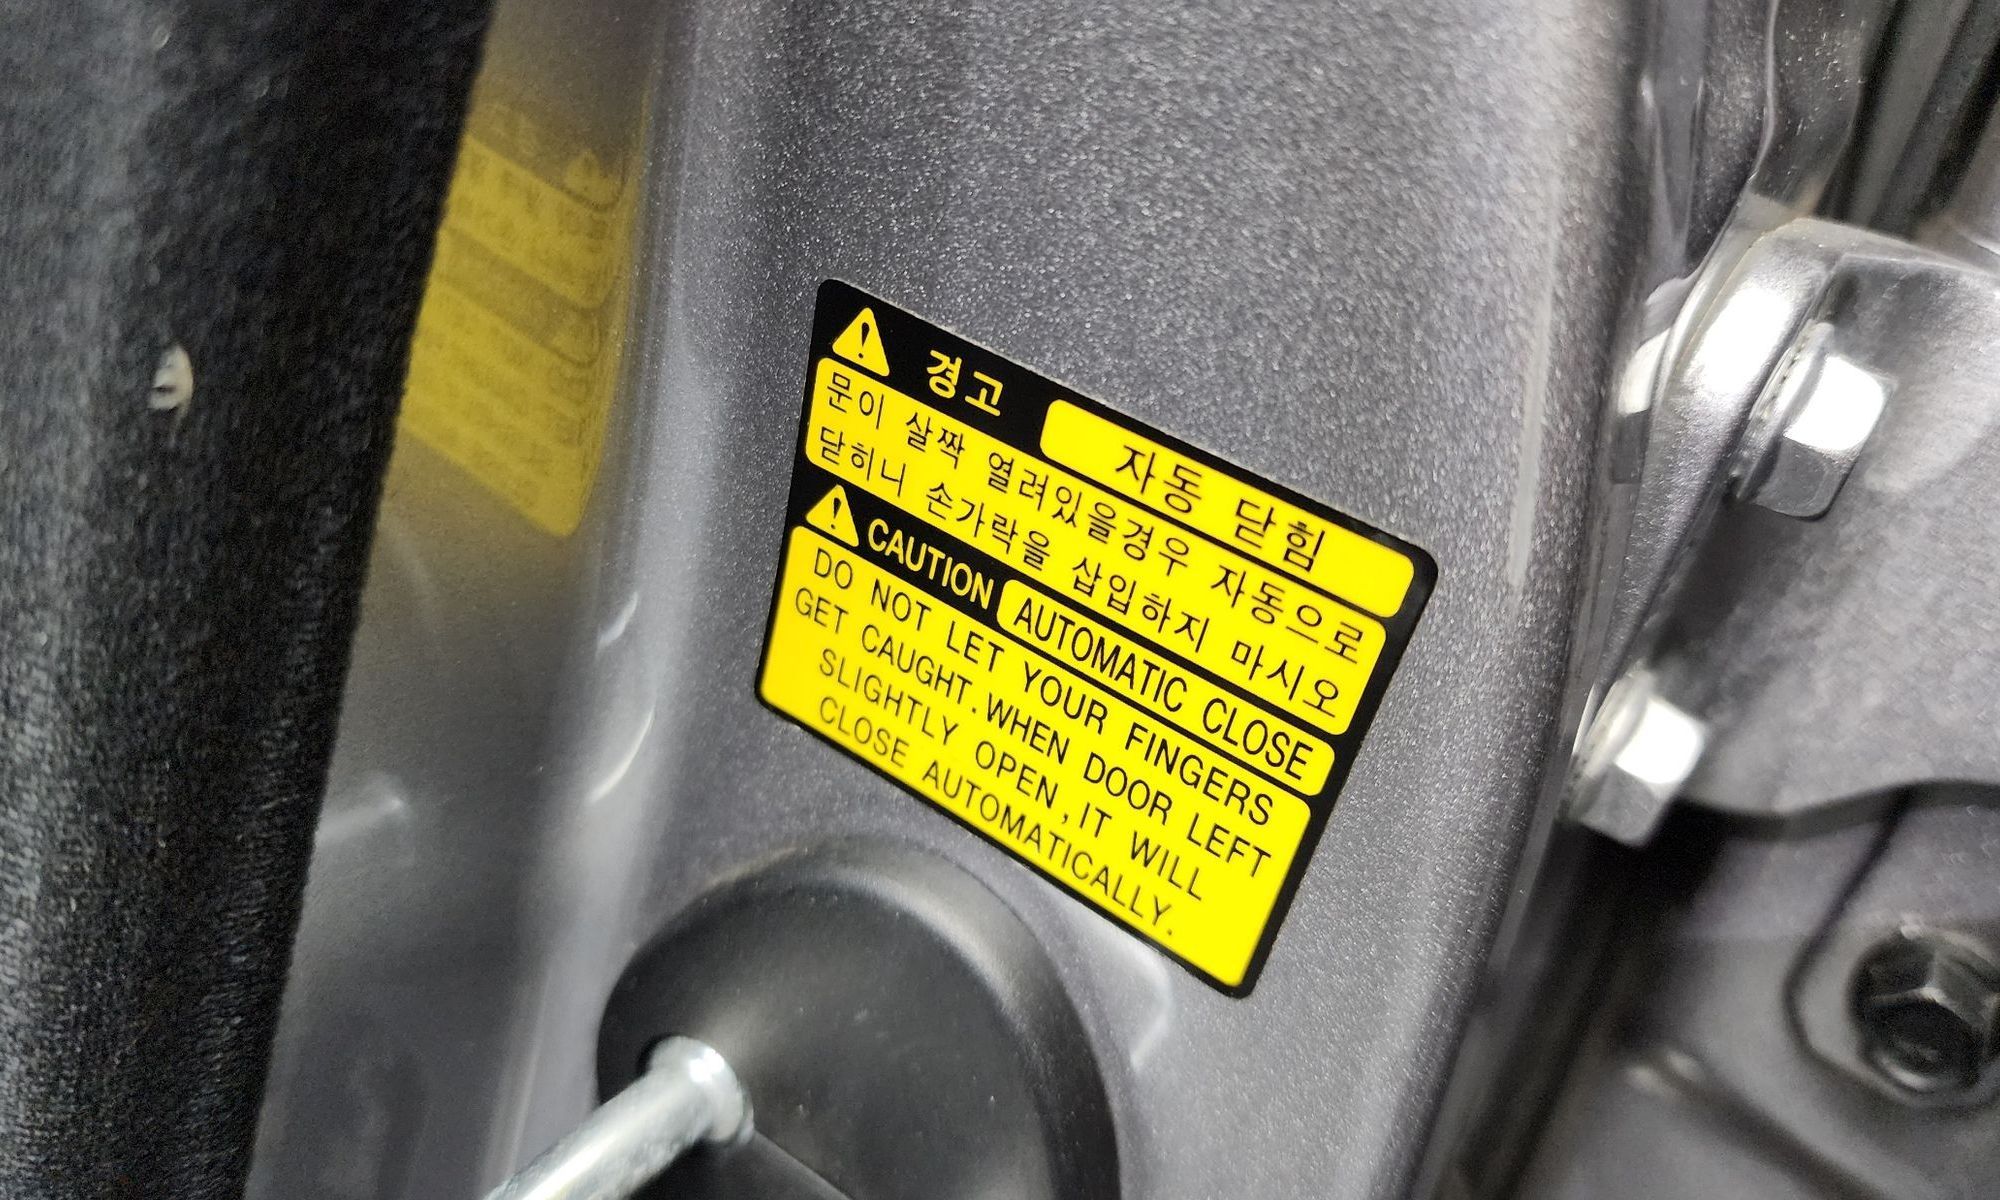 경고 자동 닫힘
문이 살짝 열려있을경우 자동으로
닫히니 손가락을 삽입하지 마시오
CAUTION AUTOMATIC CLOSE
DO NOT LET YOUR FINGERS
GET CAUGHT.WHEN DOOR LEFT
SLIGHTLY OPEN,IT WILL
CLOSE AUTOMATICALLY.